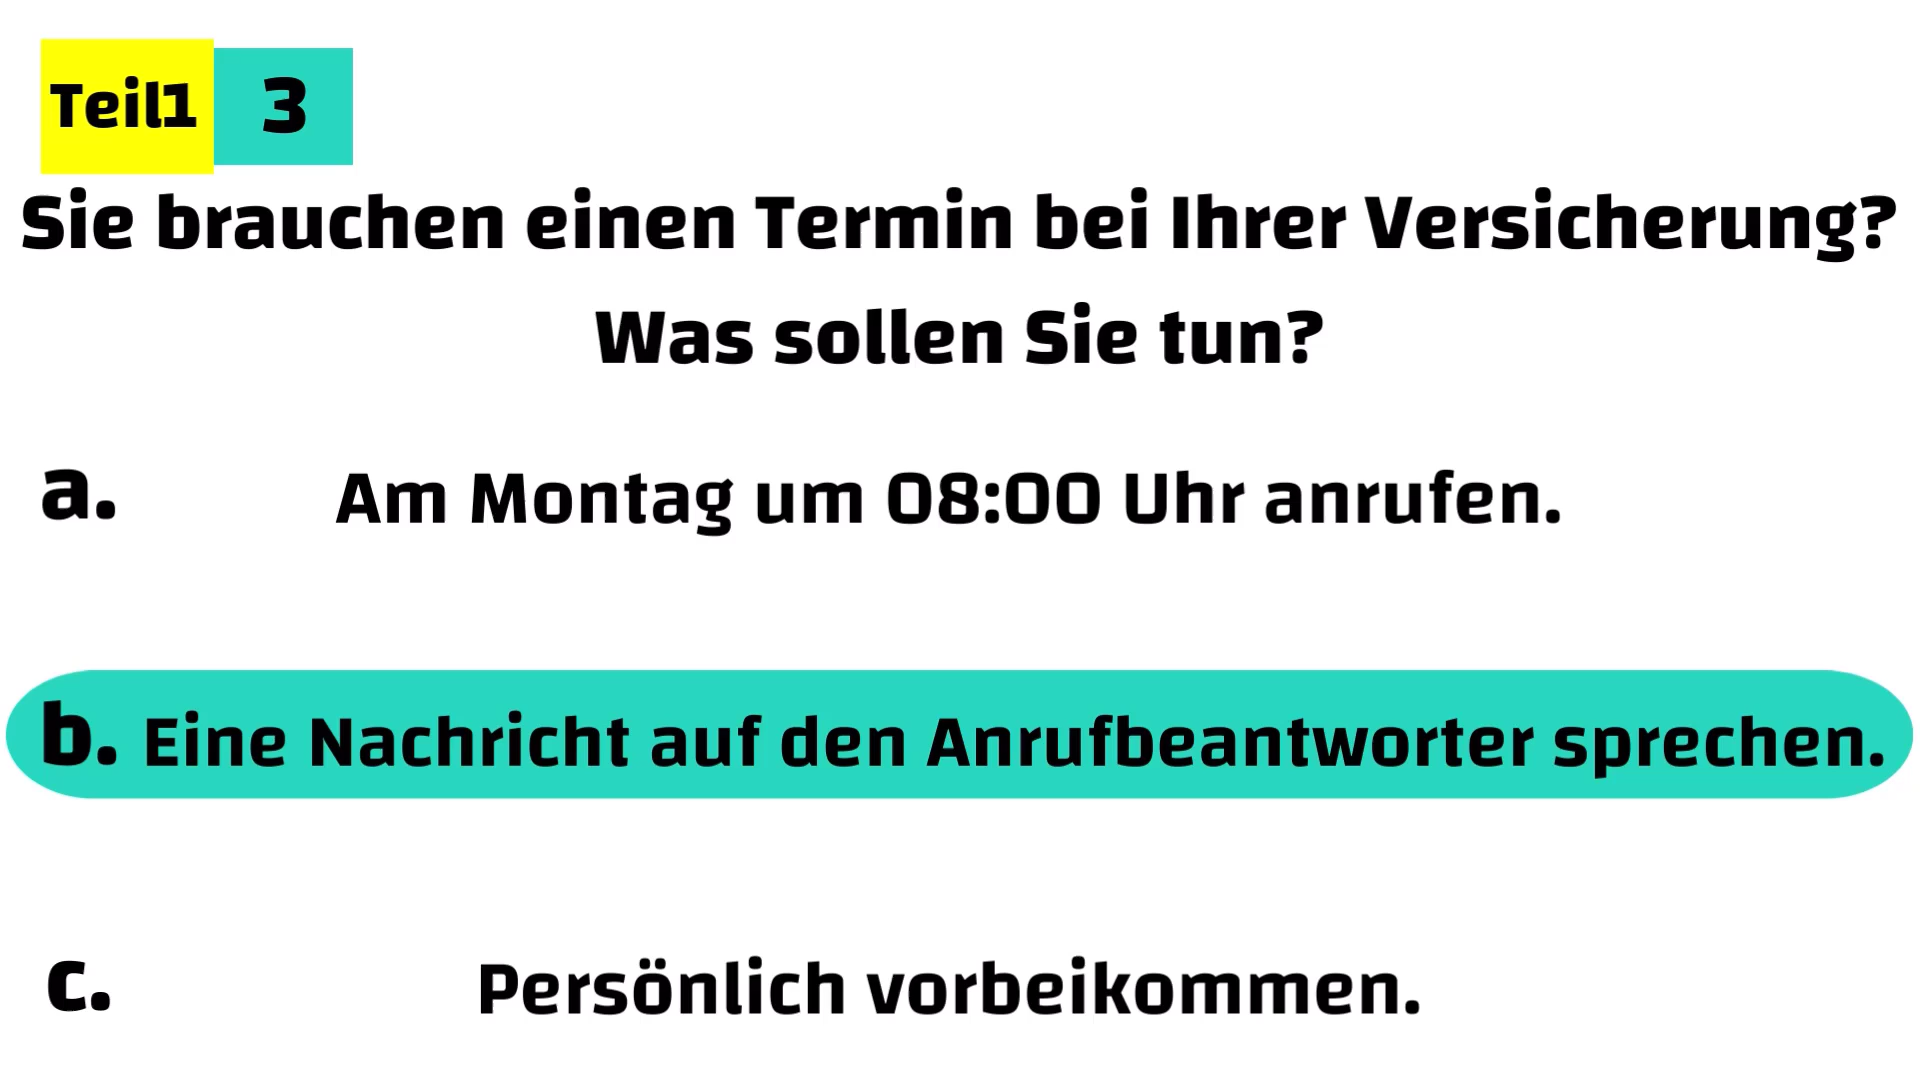 Teil1 3
Sie brauchen einen Termin bei Ihrer Versicherung?
Was sollen Sie tun?
a. Am Montag um 08:00 Uhr anrufen.
b. Eine Nachricht auf den Anrufbeantworter sprechen.
c. Persönlich vorbeikommen.